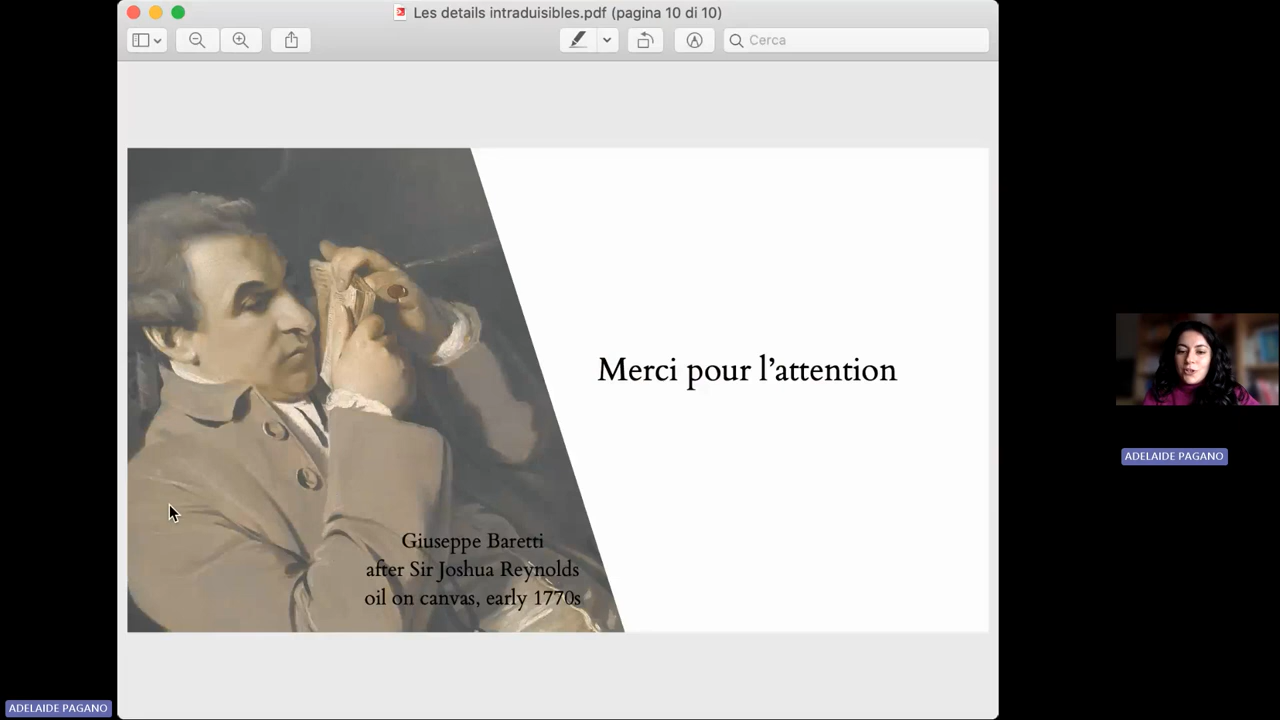 Les details intraduisibles.pdf (pagina 10 di 10)
Cerca
Merci pour l’attention
Giuseppe Baretti
after Sir Joshua Reynolds
oil on canvas, early 1770s
ADELAIDE PAGANO
ADELAIDE PAGANO